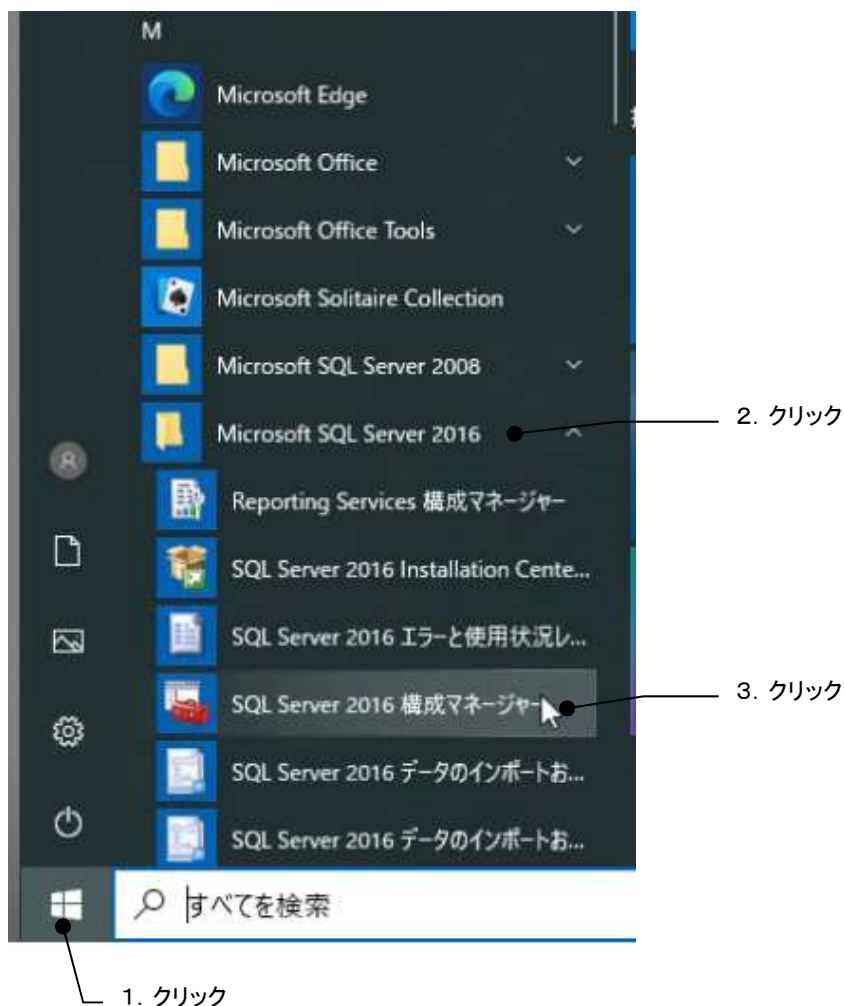 M
Microsoft Edge
Microsoft Office
Microsoft Office Tools
Microsoft Solitaire Collection
Microsoft SQL Server 2008
Microsoft SQL Server 2016
2. クリック
Reporting Services 構成マネージャー
SQL Server 2016 Installation Cente...
SQL Server 2016 エラーと使用状況レ...
SQL Server 2016 構成マネージャー
3. クリック
SQL Server 2016 データのインポートお...
SQL Server 2016 データのインポートお...
すべてを検索
1. クリック